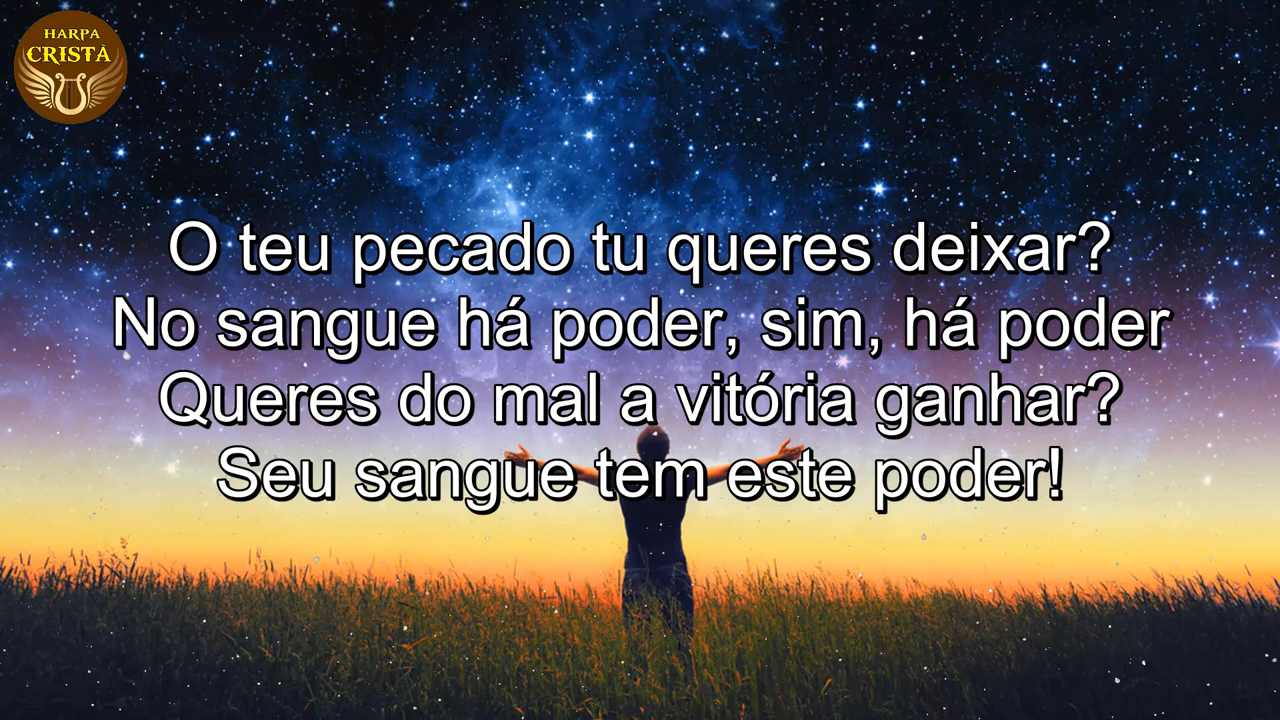 HARPA
CRISTÃ
O teu pecado tu queres deixar?
No sangue há poder, sim, há poder
Queres do mal a vitória ganhar?
Seu sangue tem este poder!